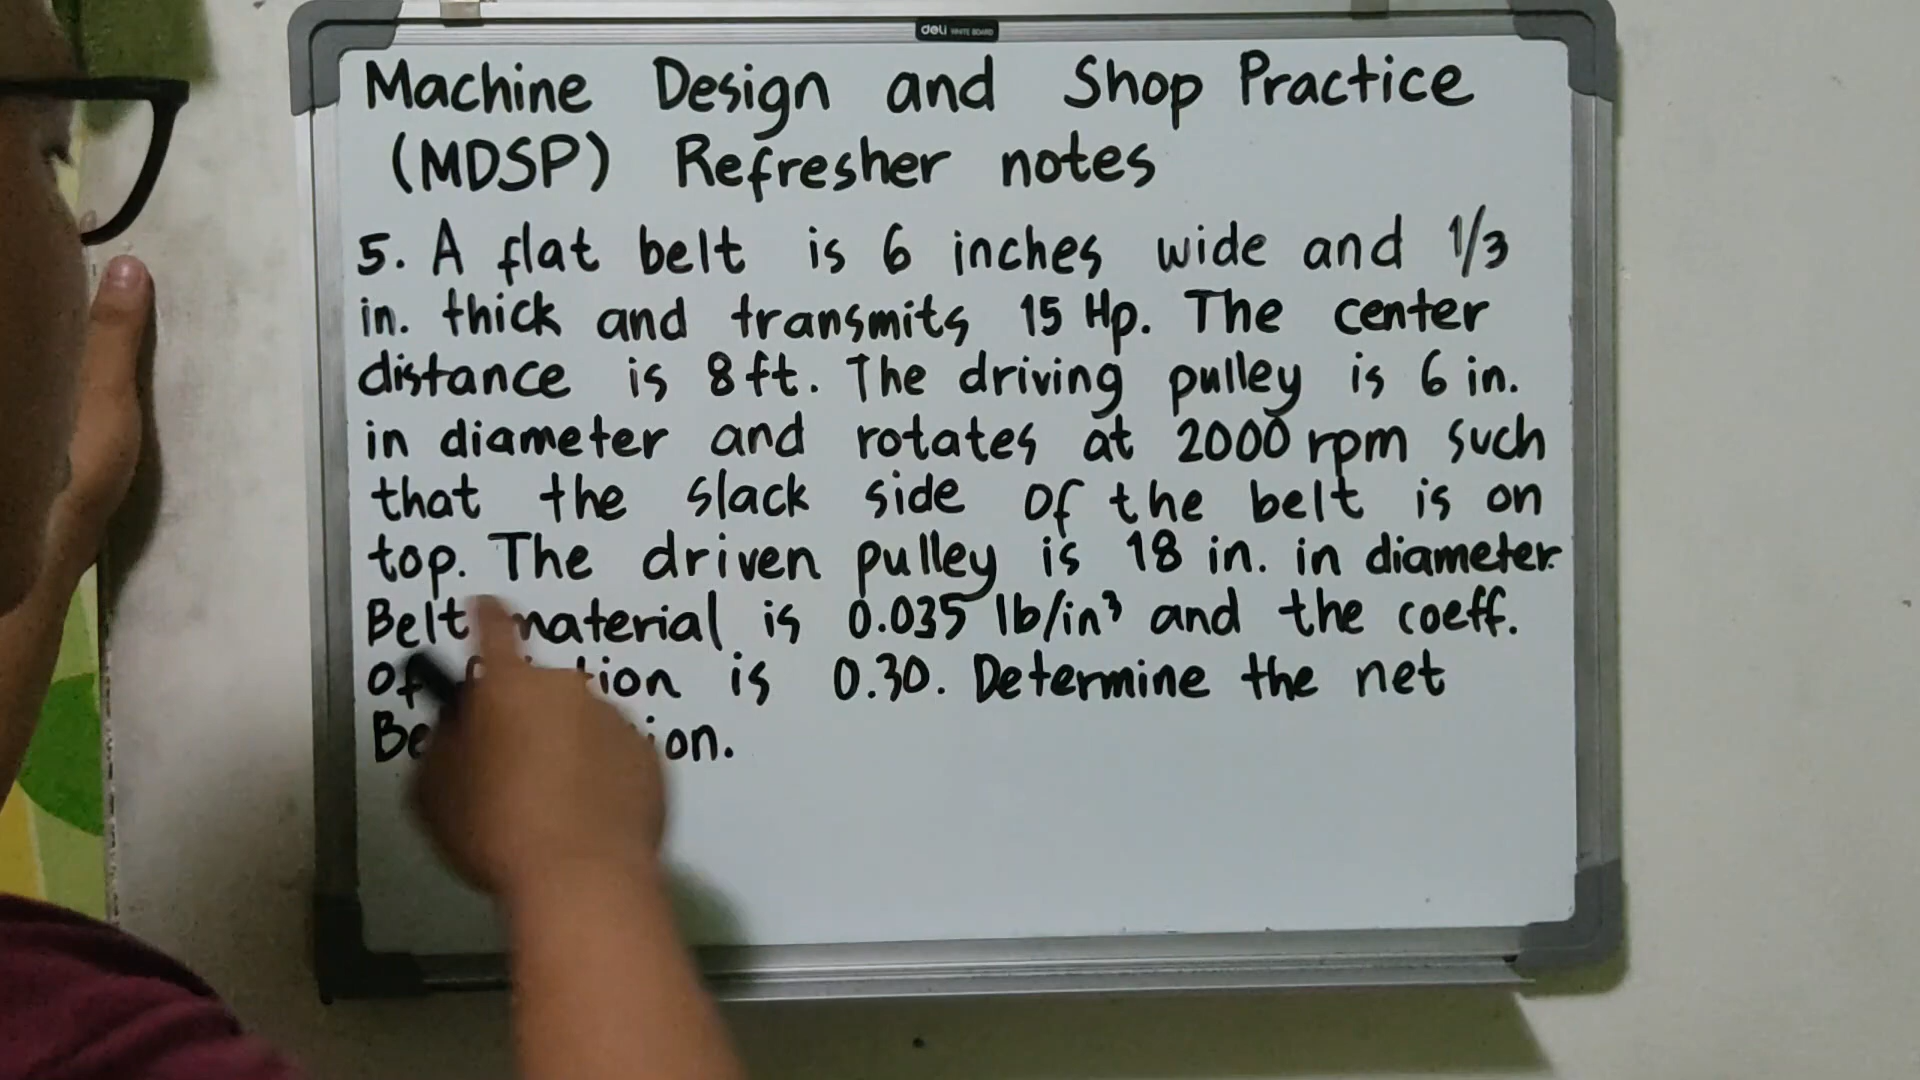 deli WHITE BOARD
Machine Design and Shop Practice
(MDSP) Refresher notes
5. A flat belt is 6 inches wide and 1/3
in. thick and transmits 15 Hp. The center
distance is 8 ft. The driving pulley is 6 in.
in diameter and rotates at 2000 rpm such
that the slack side of the belt is on
top. The driven pulley is 18 in. in diameter.
Belt material is 0.035 lb/in³ and the coeff.
of is 0.30. Determine the net